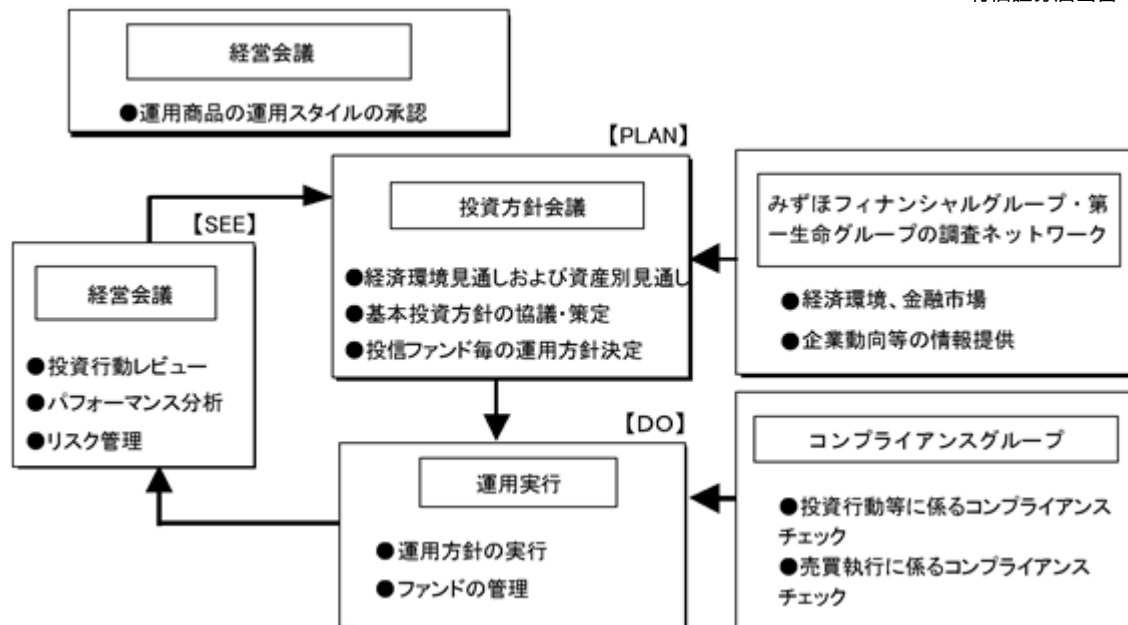 経営会議
●運用商品の運用スタイルの承認
【PLAN】
投資方針会議
●経済環境見通しおよび資産別見通し
●基本投資方針の協議・策定
●投信ファンド毎の運用方針決定
みずほフィナンシャルグループ・第
一生命グループの調査ネットワーク
●経済環境、金融市場
●企業動向等の情報提供
【SEE】
経営会議
●投資行動レビュー
●パフォーマンス分析
●リスク管理
【DO】
運用実行
●運用方針の実行
●ファンドの管理
コンプライアンスグループ
●投資行動等に係るコンプライアンス
チェック
●売買執行に係るコンプライアンス
チェック